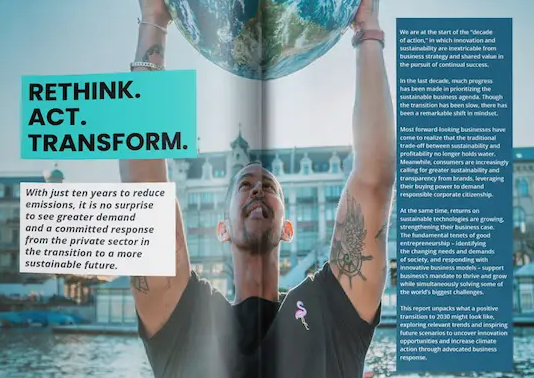 RETHINK.
ACT.
TRANSFORM.
With just ten years to reduce
emissions, it is no surprise
to see greater demand
and a committed response
from the private sector in
the transition to a more
sustainable future.
We are at the start of the "decade
of action," in which innovation and
sustainability are inextricable from
business strategy and shared value in
the pursuit of continual success.
In the last decade, much progress
has been made in prioritizing the
sustainable business agenda. Though
the transition has been slow, there has
been a remarkable shift in mindset.
Most forward-looking businesses have
come to realize that the traditional
trade-off between sustainability and
profitability no longer holds water.
Meanwhile, consumers are increasingly
calling for greater sustainability and
transparency from brands, leveraging
their buying power to demand
responsible corporate citizenship.
At the same time, returns on
sustainable technologies are growing,
strengthening their business case.
The fundamental tenets of good
entrepreneurship – identifying
the changing needs and demands
of society, and responding with
innovative business models – support
business's mandate to thrive and grow
while simultaneously solving some of
the world's biggest challenges.
This report unpacks what a positive
transition to 2030 might look like,
exploring relevant trends and inspiring
future scenarios to uncover innovation
opportunities and increase climate
action through advocated business
response.